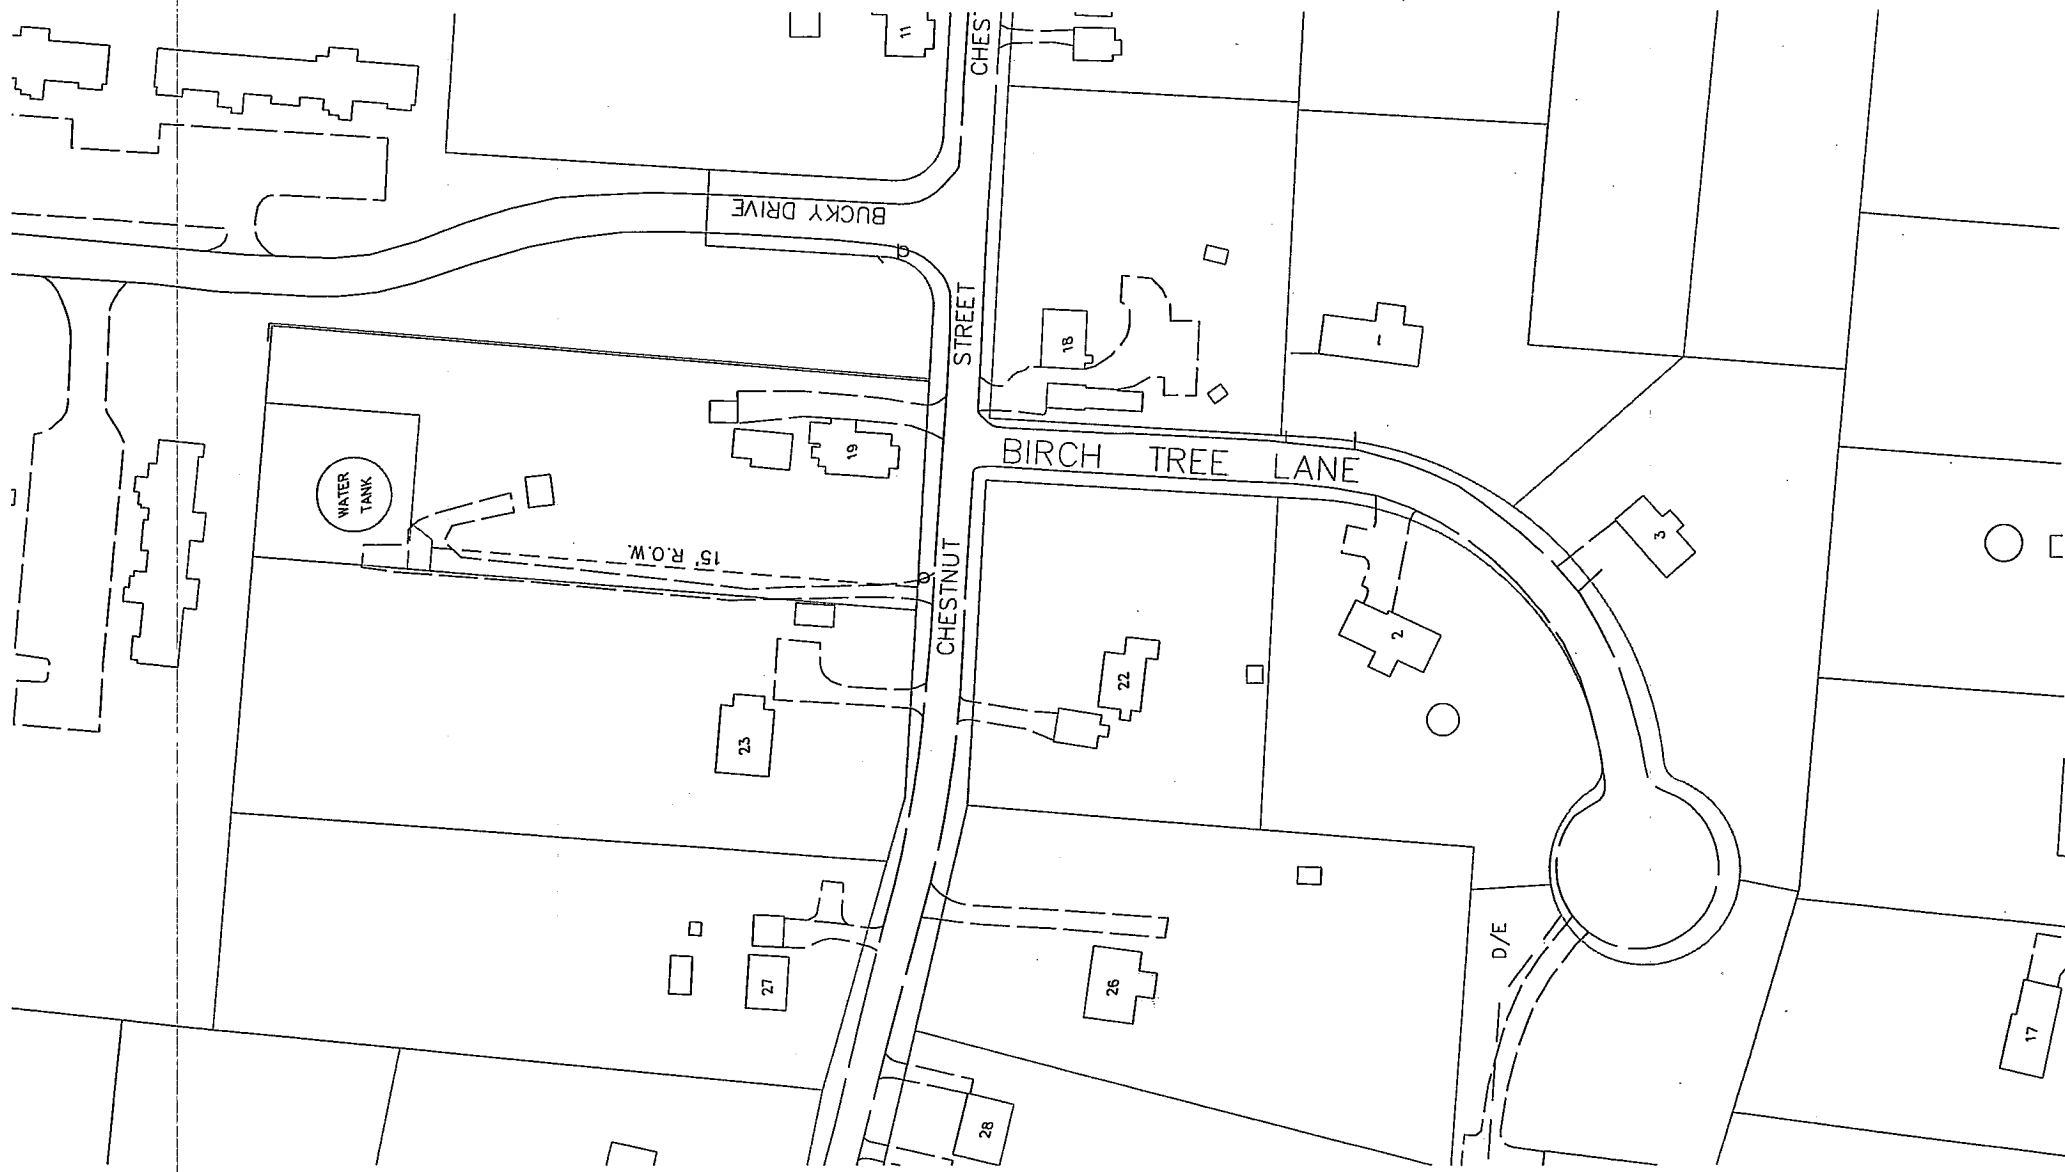 11
CHES
BUCKY DRIVE
STREET
18
1
19
BIRCH TREE LANE
WATER
TANK
15' R.O.W.
CHESTNUT
3
2
22
23
D/E
27
26
17
28